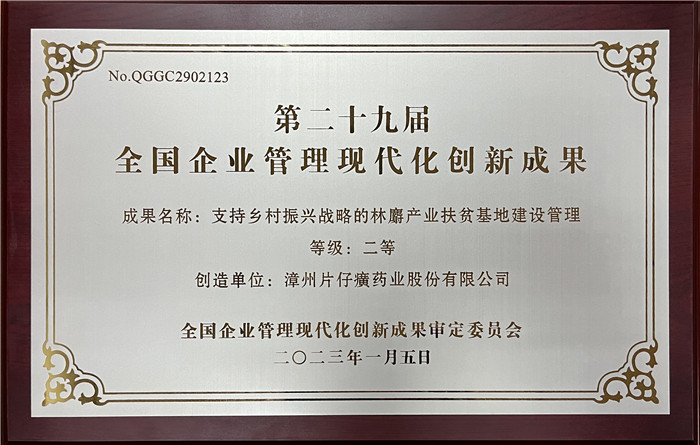 No.QGGC2902123
第二十九届
全国企业管理现代化创新成果
成果名称：支持乡村振兴战略的林麝产业扶贫基地建设管理
等级：二等
创造单位：漳州片仔癀药业股份有限公司
全国企业管理现代化创新成果审定委员会
二〇二三年一月五日